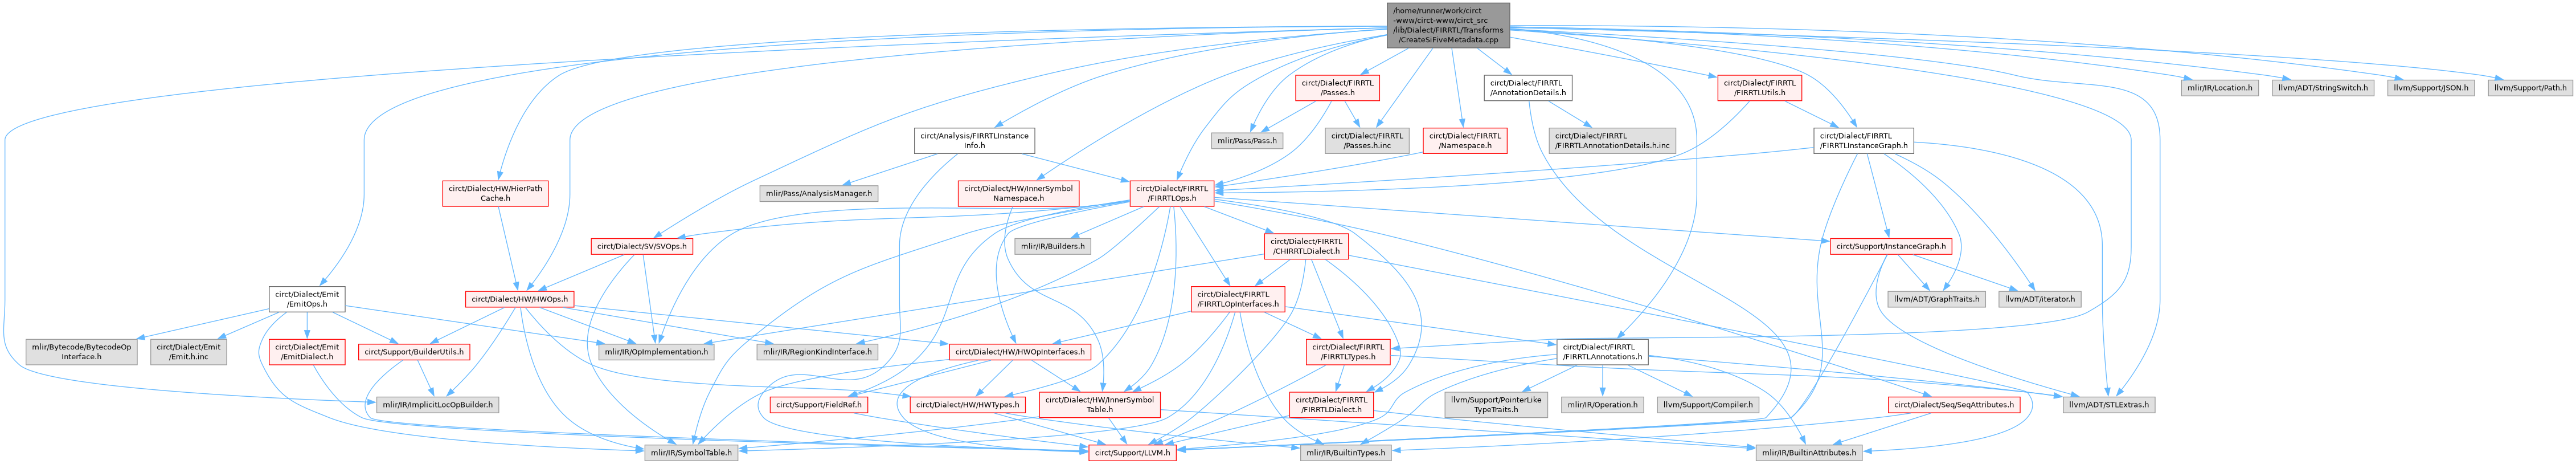 /home/runner/work/circt
-www/circt-www/circt_src
/lib/Dialect/FIRRTL/Transforms
/CreateSiFiveMetadata.cpp
circt/Dialect/FIRRTL
/Passes.h
circt/Dialect/FIRRTL
/AnnotationDetails.h
circt/Dialect/FIRRTL
/FIRRTLUtils.h
mlir/IR/Location.h
llvm/ADT/StringSwitch.h
llvm/Support/JSON.h
llvm/Support/Path.h
circt/Analysis/FIRRTLInstance
Info.h
mlir/Pass/Pass.h
circt/Dialect/FIRRTL
/Passes.h.inc
circt/Dialect/FIRRTL
/Namespace.h
circt/Dialect/FIRRTL
/FIRRTLAnnotationDetails.h.inc
circt/Dialect/FIRRTL
/FIRRTLInstanceGraph.h
circt/Dialect/HW/HierPath
Cache.h
mlir/Pass/AnalysisManager.h
circt/Dialect/HW/InnerSymbol
Namespace.h
circt/Dialect/FIRRTL
/FIRRTLOps.h
circt/Dialect/SV/SVOps.h
mlir/IR/Builders.h
circt/Dialect/FIRRTL
/CHIRRTLDialect.h
circt/Support/InstanceGraph.h
circt/Dialect/Emit
/EmitOps.h
circt/Dialect/HW/HWOps.h
circt/Dialect/FIRRTL
/FIRRTLOpInterfaces.h
llvm/ADT/GraphTraits.h
llvm/ADT/iterator.h
mlir/Bytecode/BytecodeOp
Interface.h
circt/Dialect/Emit
/Emit.h.inc
circt/Dialect/Emit
/EmitDialect.h
circt/Support/BuilderUtils.h
mlir/IR/OpImplementation.h
mlir/IR/RegionKindInterface.h
circt/Dialect/HW/HWOpInterfaces.h
circt/Dialect/FIRRTL
/FIRRTLTypes.h
circt/Dialect/FIRRTL
/FIRRTLAnnotations.h
mlir/IR/ImplicitLocOpBuilder.h
circt/Support/FieldRef.h
circt/Dialect/HW/HWTypes.h
circt/Dialect/HW/InnerSymbol
Table.h
circt/Dialect/FIRRTL
/FIRRTLDialect.h
llvm/Support/PointerLike
TypeTraits.h
mlir/IR/Operation.h
llvm/Support/Compiler.h
circt/Dialect/Seq/SeqAttributes.h
llvm/ADT/STLExtras.h
mlir/IR/SymbolTable.h
circt/Support/LLVM.h
mlir/IR/BuiltinTypes.h
mlir/IR/BuiltinAttributes.h